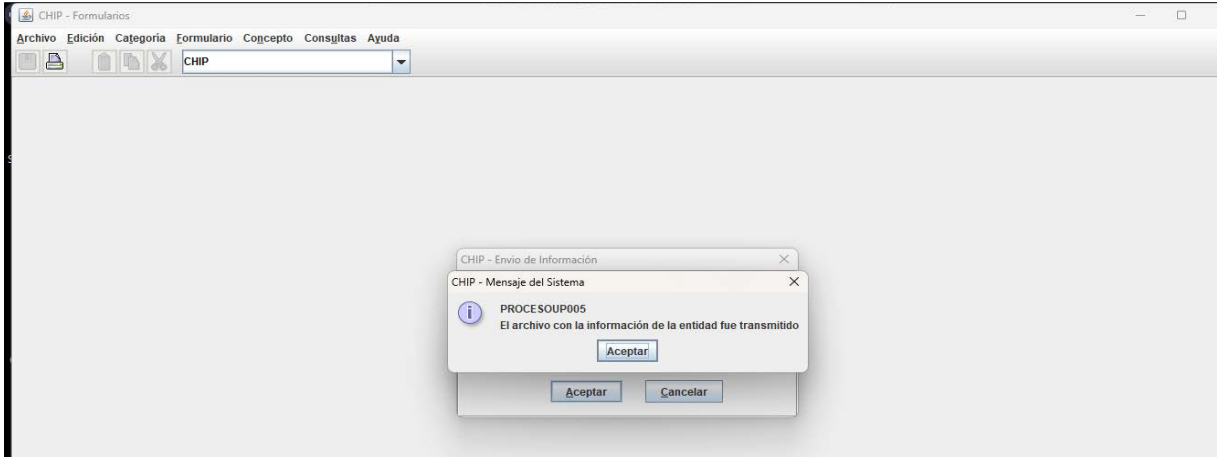 CHIP - Formularios
Archivo Edición Categoría Formulario Concepto Consultas Ayuda
CHIP
CHIP - Envio de Información
CHIP - Mensaje del Sistema
PROCESOUP005
El archivo con la información de la entidad fue transmitido
Aceptar
Aceptar Cancelar